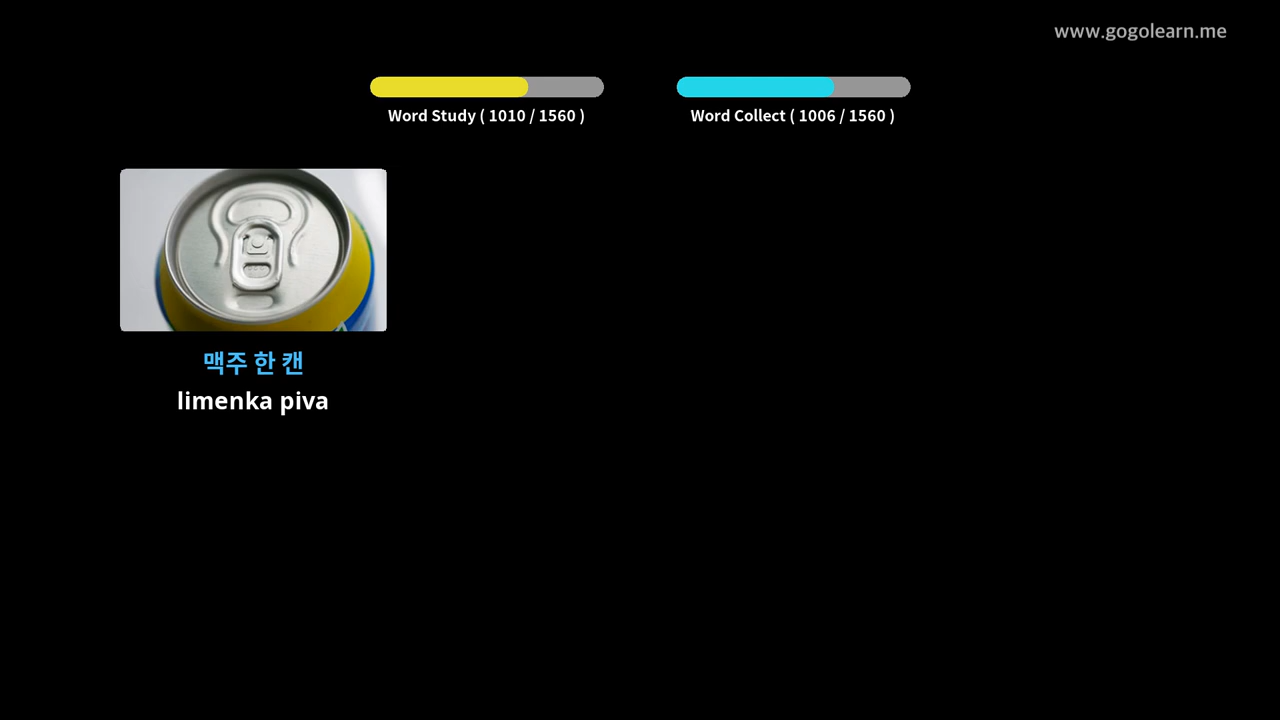 www.gogolearn.me
Word Study ( 1010 / 1560 )
Word Collect ( 1006 / 1560 )
맥주 한 캔
limenka piva